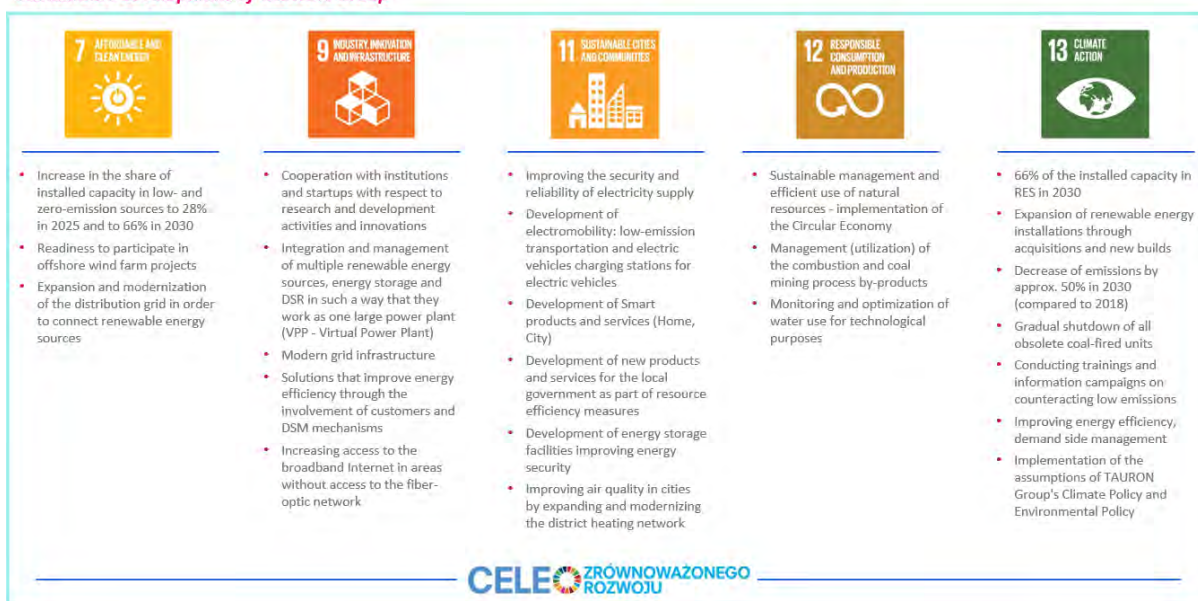 7 AFFORDABLE AND
CLEAN ENERGY
Increase in the share of
installed capacity in low- and
zero-emission sources to 28%
in 2025 and to 66% in 2030
Readiness to participate in
offshore wind farm projects
Expansion and modernization
of the distribution grid in order
to connect renewable energy
sources
9 INDUSTRY, INNOVATION
AND INFRASTRUCTURE
Cooperation with institutions
and startups with respect to
research and development
activities and innovations
Integration and management
of multiple renewable energy
sources, energy storage and
DSR in such a way that they
work as one large power plant
(VPP - Virtual Power Plant)
Modern grid infrastructure
Solutions that improve energy
efficiency through the
involvement of customers and
DSM mechanisms
Increasing access to the
broadband Internet in areas
without access to the fiber-
optic network
11 SUSTAINABLE CITIES
AND COMMUNITIES
Improving the security and
reliability of electricity supply
Development of
electromobility: low-emission
transportation and electric
vehicles charging stations for
electric vehicles
Development of Smart
products and services (Home,
City)
Development of new products
and services for the local
government as part of resource
efficiency measures
Development of energy storage
facilities improving energy
security
Improving air quality in cities
by expanding and modernizing
the district heating network
12 RESPONSIBLE
CONSUMPTION
AND PRODUCTION
Sustainable management and
efficient use of natural
resources - implementation of
the Circular Economy
Management (utilization) of
the combustion and coal
mining process by-products
Monitoring and optimization of
water use for technological
purposes
13 CLIMATE
ACTION
66% of the installed capacity in
RES in 2030
Expansion of renewable energy
installations through
acquisitions and new builds
Decrease of emissions by
approx. 50% in 2030
(compared to 2018)
Gradual shutdown of all
obsolete coal-fired units
Conducting trainings and
information campaigns on
counteracting low emissions
Improving energy efficiency,
demand side management
Implementation of the
assumptions of TAURON
Group's Climate Policy and
Environmental Policy
CELE ZRÓWNOWAŻONEGO
ROZWOJU